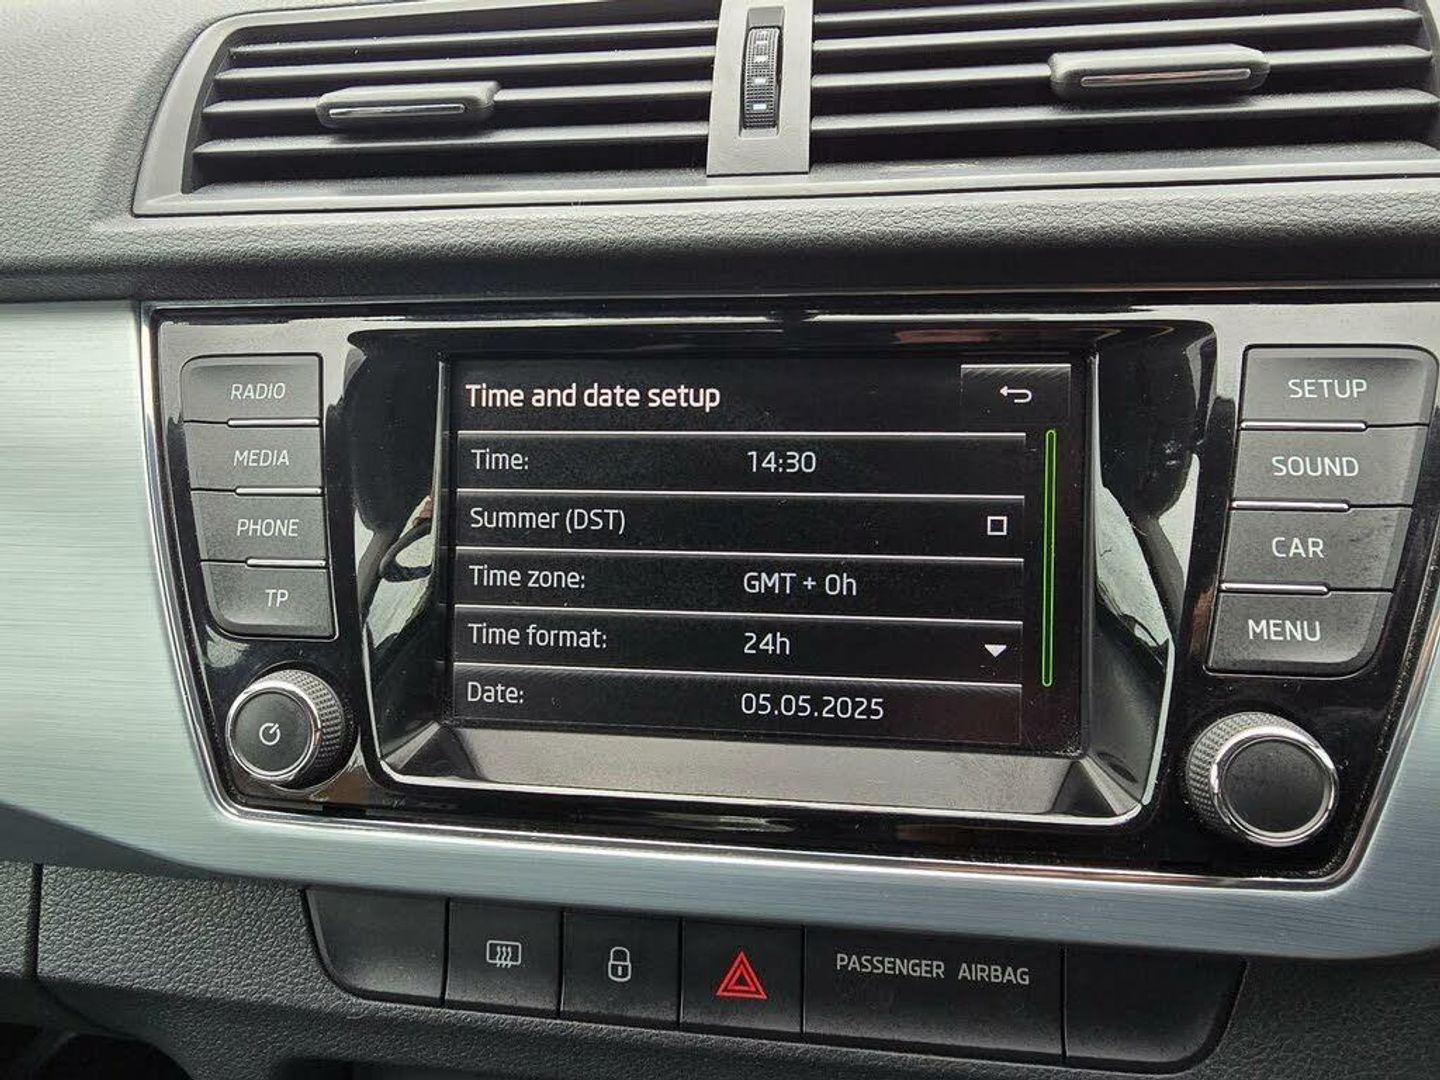 Time and date setup
Time: 14:30
Summer (DST)
Time zone: GMT + 0h
Time format: 24h
Date: 05.05.2025
RADIO
MEDIA
PHONE
TP
SETUP
SOUND
CAR
MENU
PASSENGER AIRBAG